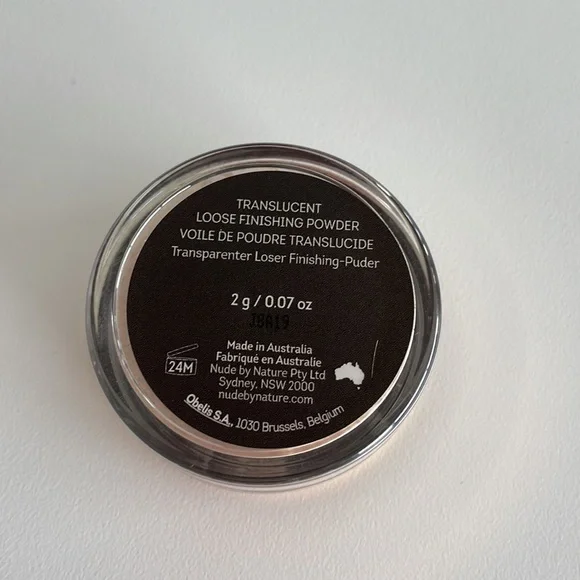 TRANSLUCENT
LOOSE FINISHING POWDER
VOILE DE POUDRE TRANSLUCIDE
Transparenter Loser Finishing-Puder
2 g / 0.07 oz
J8A19
Made in Australia
Fabriqué en Australie
24M
Nude by Nature Pty Ltd
Sydney, NSW 2000
nudebynature.com
Obelis S.A., 1030 Brussels, Belgium